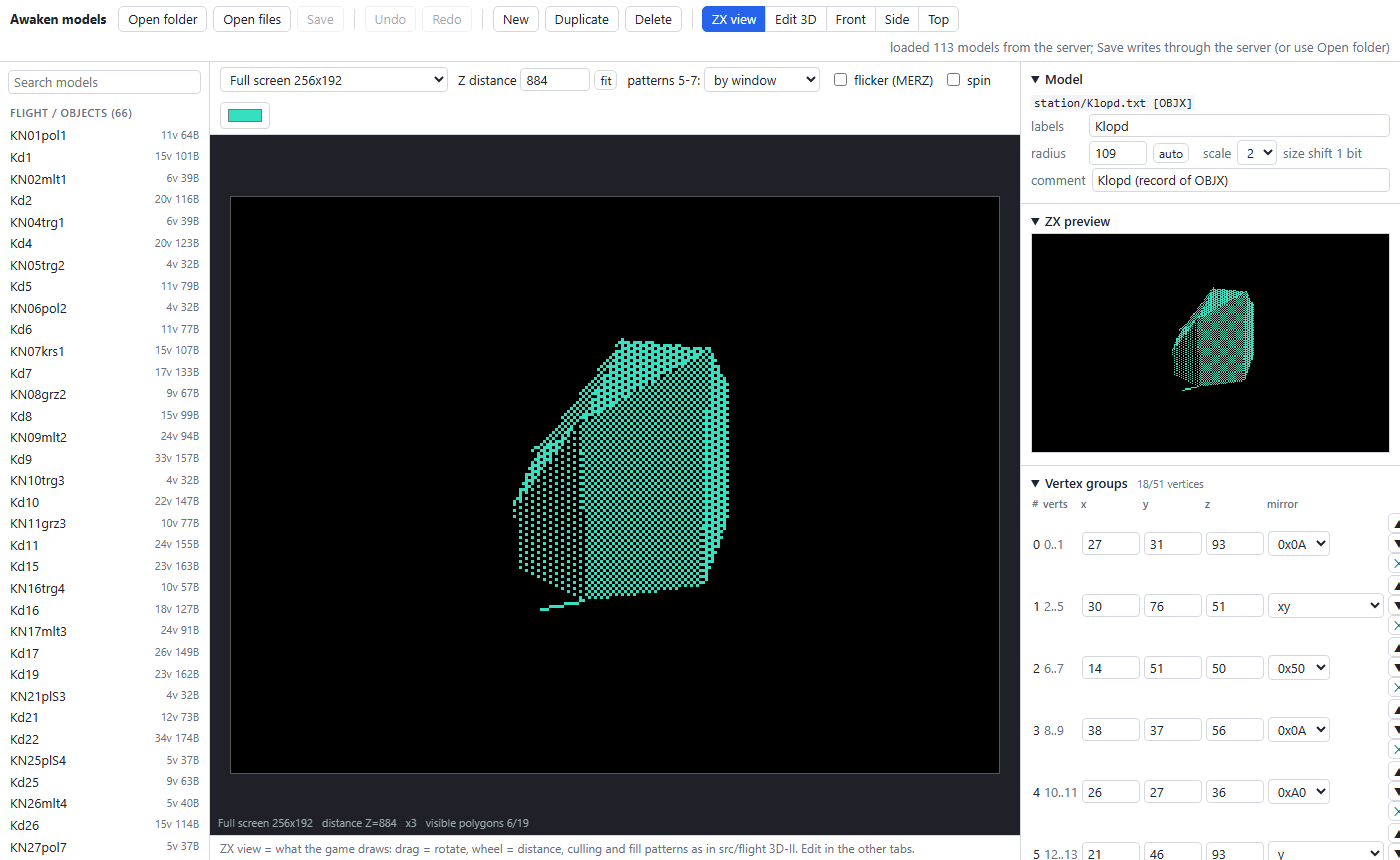 Awaken models Open folder Open files Save Undo Redo New Duplicate Delete ZX view Edit 3D Front Side Top
loaded 113 models from the server; Save writes through the server (or use Open folder)
Search models
FLIGHT / OBJECTS (66)
KN01pol1 11v 64B
Kd1 15v 101B
KN02mlt1 6v 39B
Kd2 20v 116B
KN04trg1 6v 39B
Kd4 20v 123B
KN05trg2 4v 32B
Kd5 11v 79B
KN06pol2 4v 32B
Kd6 11v 77B
KN07krs1 15v 107B
Kd7 17v 133B
KN08grz2 9v 67B
Kd8 15v 99B
KN09mlt2 24v 94B
Kd9 33v 157B
KN10trg3 4v 32B
Kd10 22v 147B
KN11grz3 10v 77B
Kd11 24v 155B
Kd15 23v 163B
KN16trg4 10v 57B
Kd16 18v 127B
KN17mlt3 24v 91B
Kd17 26v 149B
Kd19 23v 162B
KN21plS3 4v 32B
Kd21 12v 73B
Kd22 34v 174B
KN25plS4 5v 37B
Kd25 9v 63B
KN26mlt4 5v 40B
Kd26 15v 114B
KN27pol7 5v 37B
Full screen 256x192 Z distance 884 fit patterns 5-7: by window flicker (MERZ) spin
Full screen 256x192 distance Z=884 x3 visible polygons 6/19
ZX view = what the game draws: drag = rotate, wheel = distance, culling and fill patterns as in src/flight 3D-II. Edit in the other tabs.
▼ Model
station/Klopd.txt [OBJX]
labels Klopd
radius 109 auto scale 2 size shift 1 bit
comment Klopd (record of OBJX)
▼ ZX preview
▼ Vertex groups 18/51 vertices
# verts x y z mirror
0 0..1 27 31 93 0x0A
1 2..5 30 76 51 xy
2 6..7 14 51 50 0x50
3 8..9 38 37 56 0x0A
4 10..11 26 27 36 0xA0
5 12..13 21 46 93 y